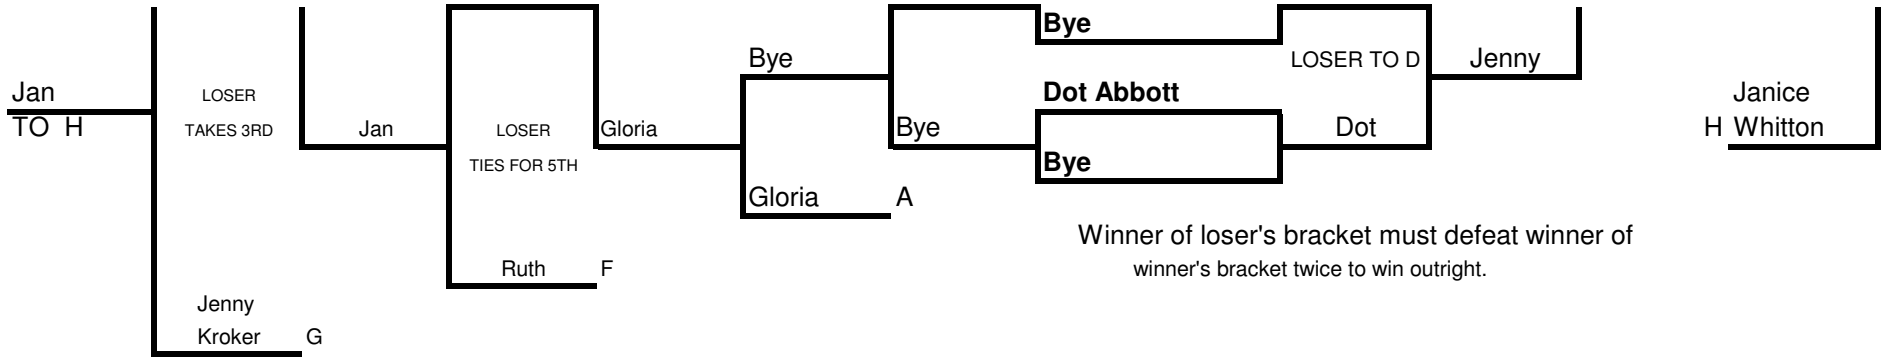 Bye
Bye
LOSER TO D
Jenny
Jan
LOSER
Dot Abbott
Janice
TO H
TAKES 3RD
Jan
LOSER
Gloria
Bye
Dot
H Whitton
TIES FOR 5TH
Bye
Gloria
A
Winner of loser's bracket must defeat winner of
Ruth
F
winner's bracket twice to win outright.
Jenny
Kroker
G